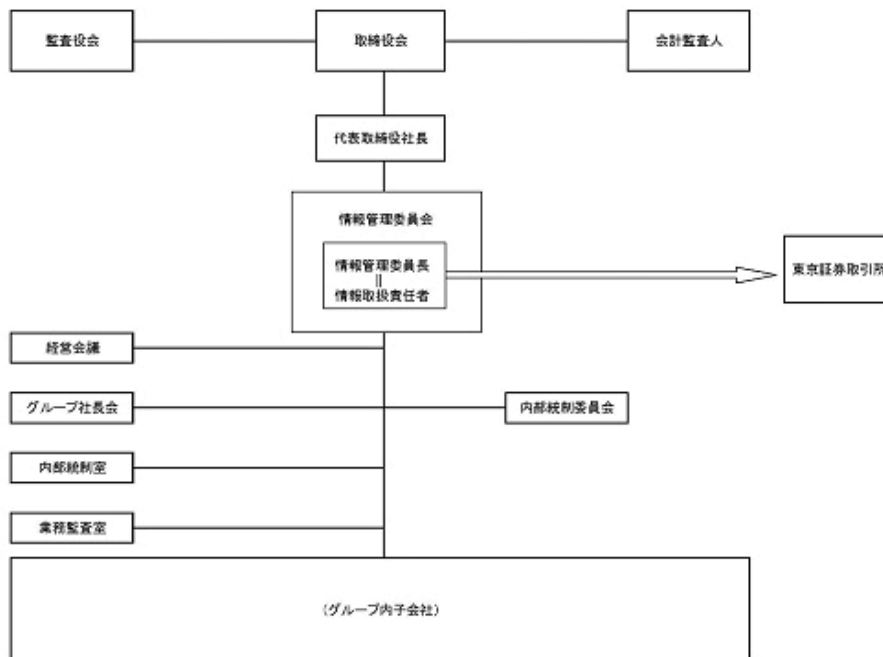 監査役会
取締役会
会計監査人
代表取締役社長
情報管理委員会
情報管理委員長
||
情報取扱責任者
東京証券取引所
経営会議
グループ社長会
内部統制委員会
内部統制室
業務監査室
(グループ内子会社)